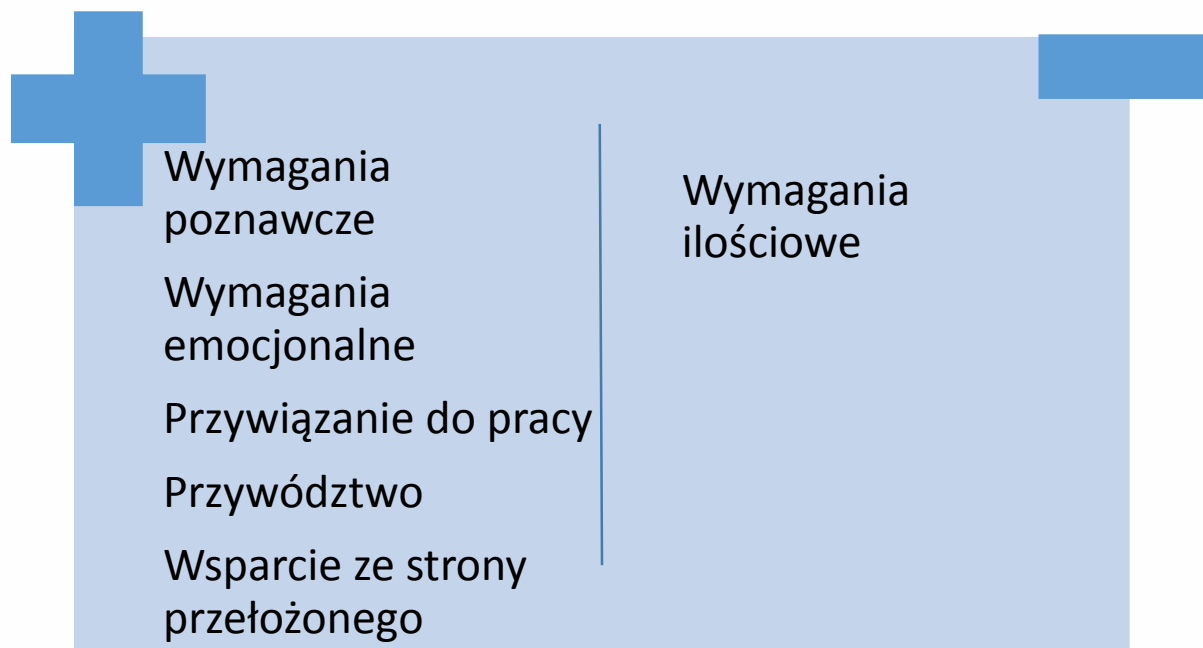 Wymagania
poznawcze
Wymagania
emocjonalne
Przywiązanie do pracy
Przywództwo
Wsparcie ze strony
przełożonego
Wymagania
ilościowe